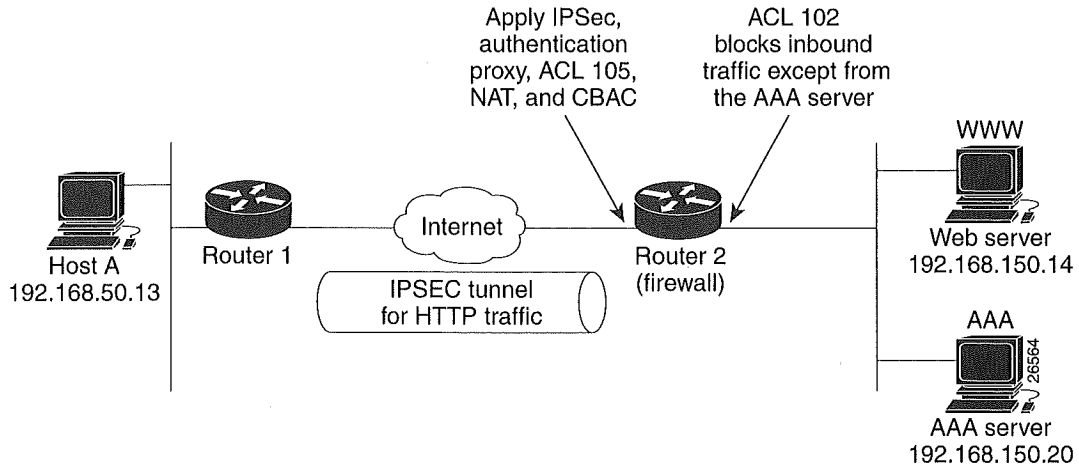 Apply IPSec,
authentication
proxy, ACL 105,
NAT, and CBAC
ACL 102
blocks inbound
traffic except from
the AAA server
WWW
Internet
Host A
192.168.50.13
Router 1
Router 2
(firewall)
Web server
192.168.150.14
IPSEC tunnel
for HTTP traffic
AAA
26564
AAA server
192.168.150.20